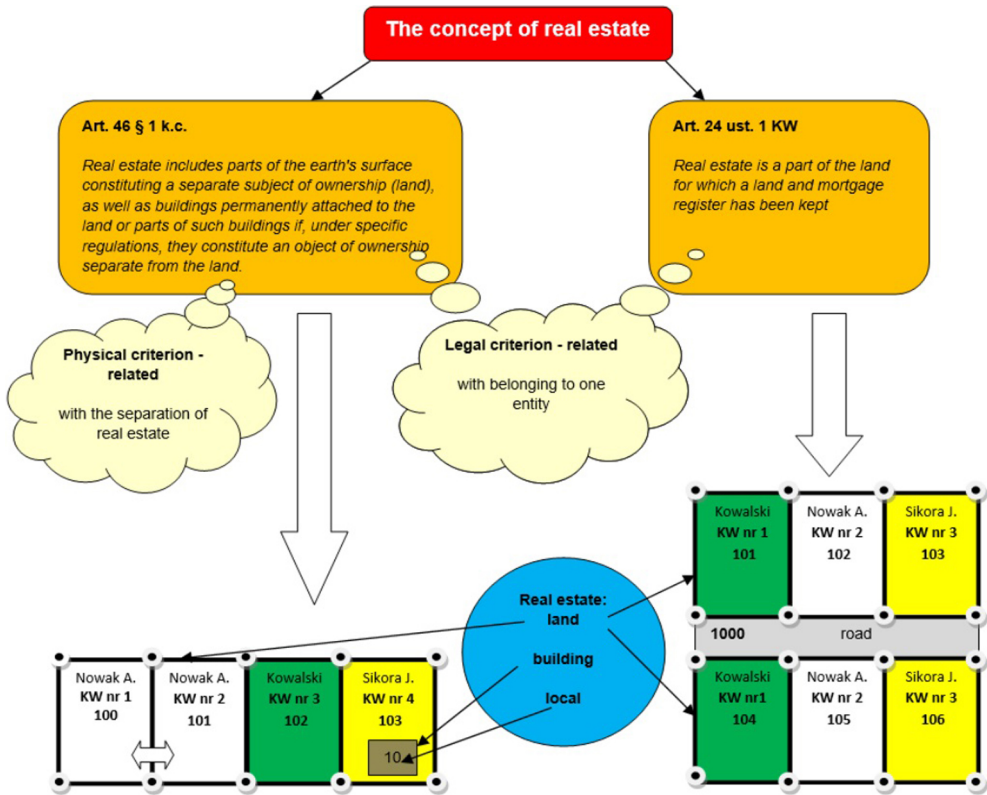 The concept of real estate
Art. 46 § 1 k.c.
Real estate includes parts of the earth's surface
constituting a separate subject of ownership (land),
as well as buildings permanently attached to the
land or parts of such buildings if, under specific
regulations, they constitute an object of ownership
separate from the land.
Art. 24 ust. 1 KW
Real estate is a part of the land
for which a land and mortgage
register has been kept
Physical criterion -
related
with the separation of
real estate
Legal criterion - related
with belonging to one
entity
Kowalski
KW nr 1
101
Nowak A.
KW nr 2
102
Sikora J.
KW nr 3
103
1000 road
Kowalski
KW nr1
104
Nowak A.
KW nr 2
105
Sikora J.
KW nr 3
106
Real estate:
land
building
local
Nowak A.
KW nr 1
100
Nowak A.
KW nr 2
101
Kowalski
KW nr 3
102
Sikora J.
KW nr 4
103
10